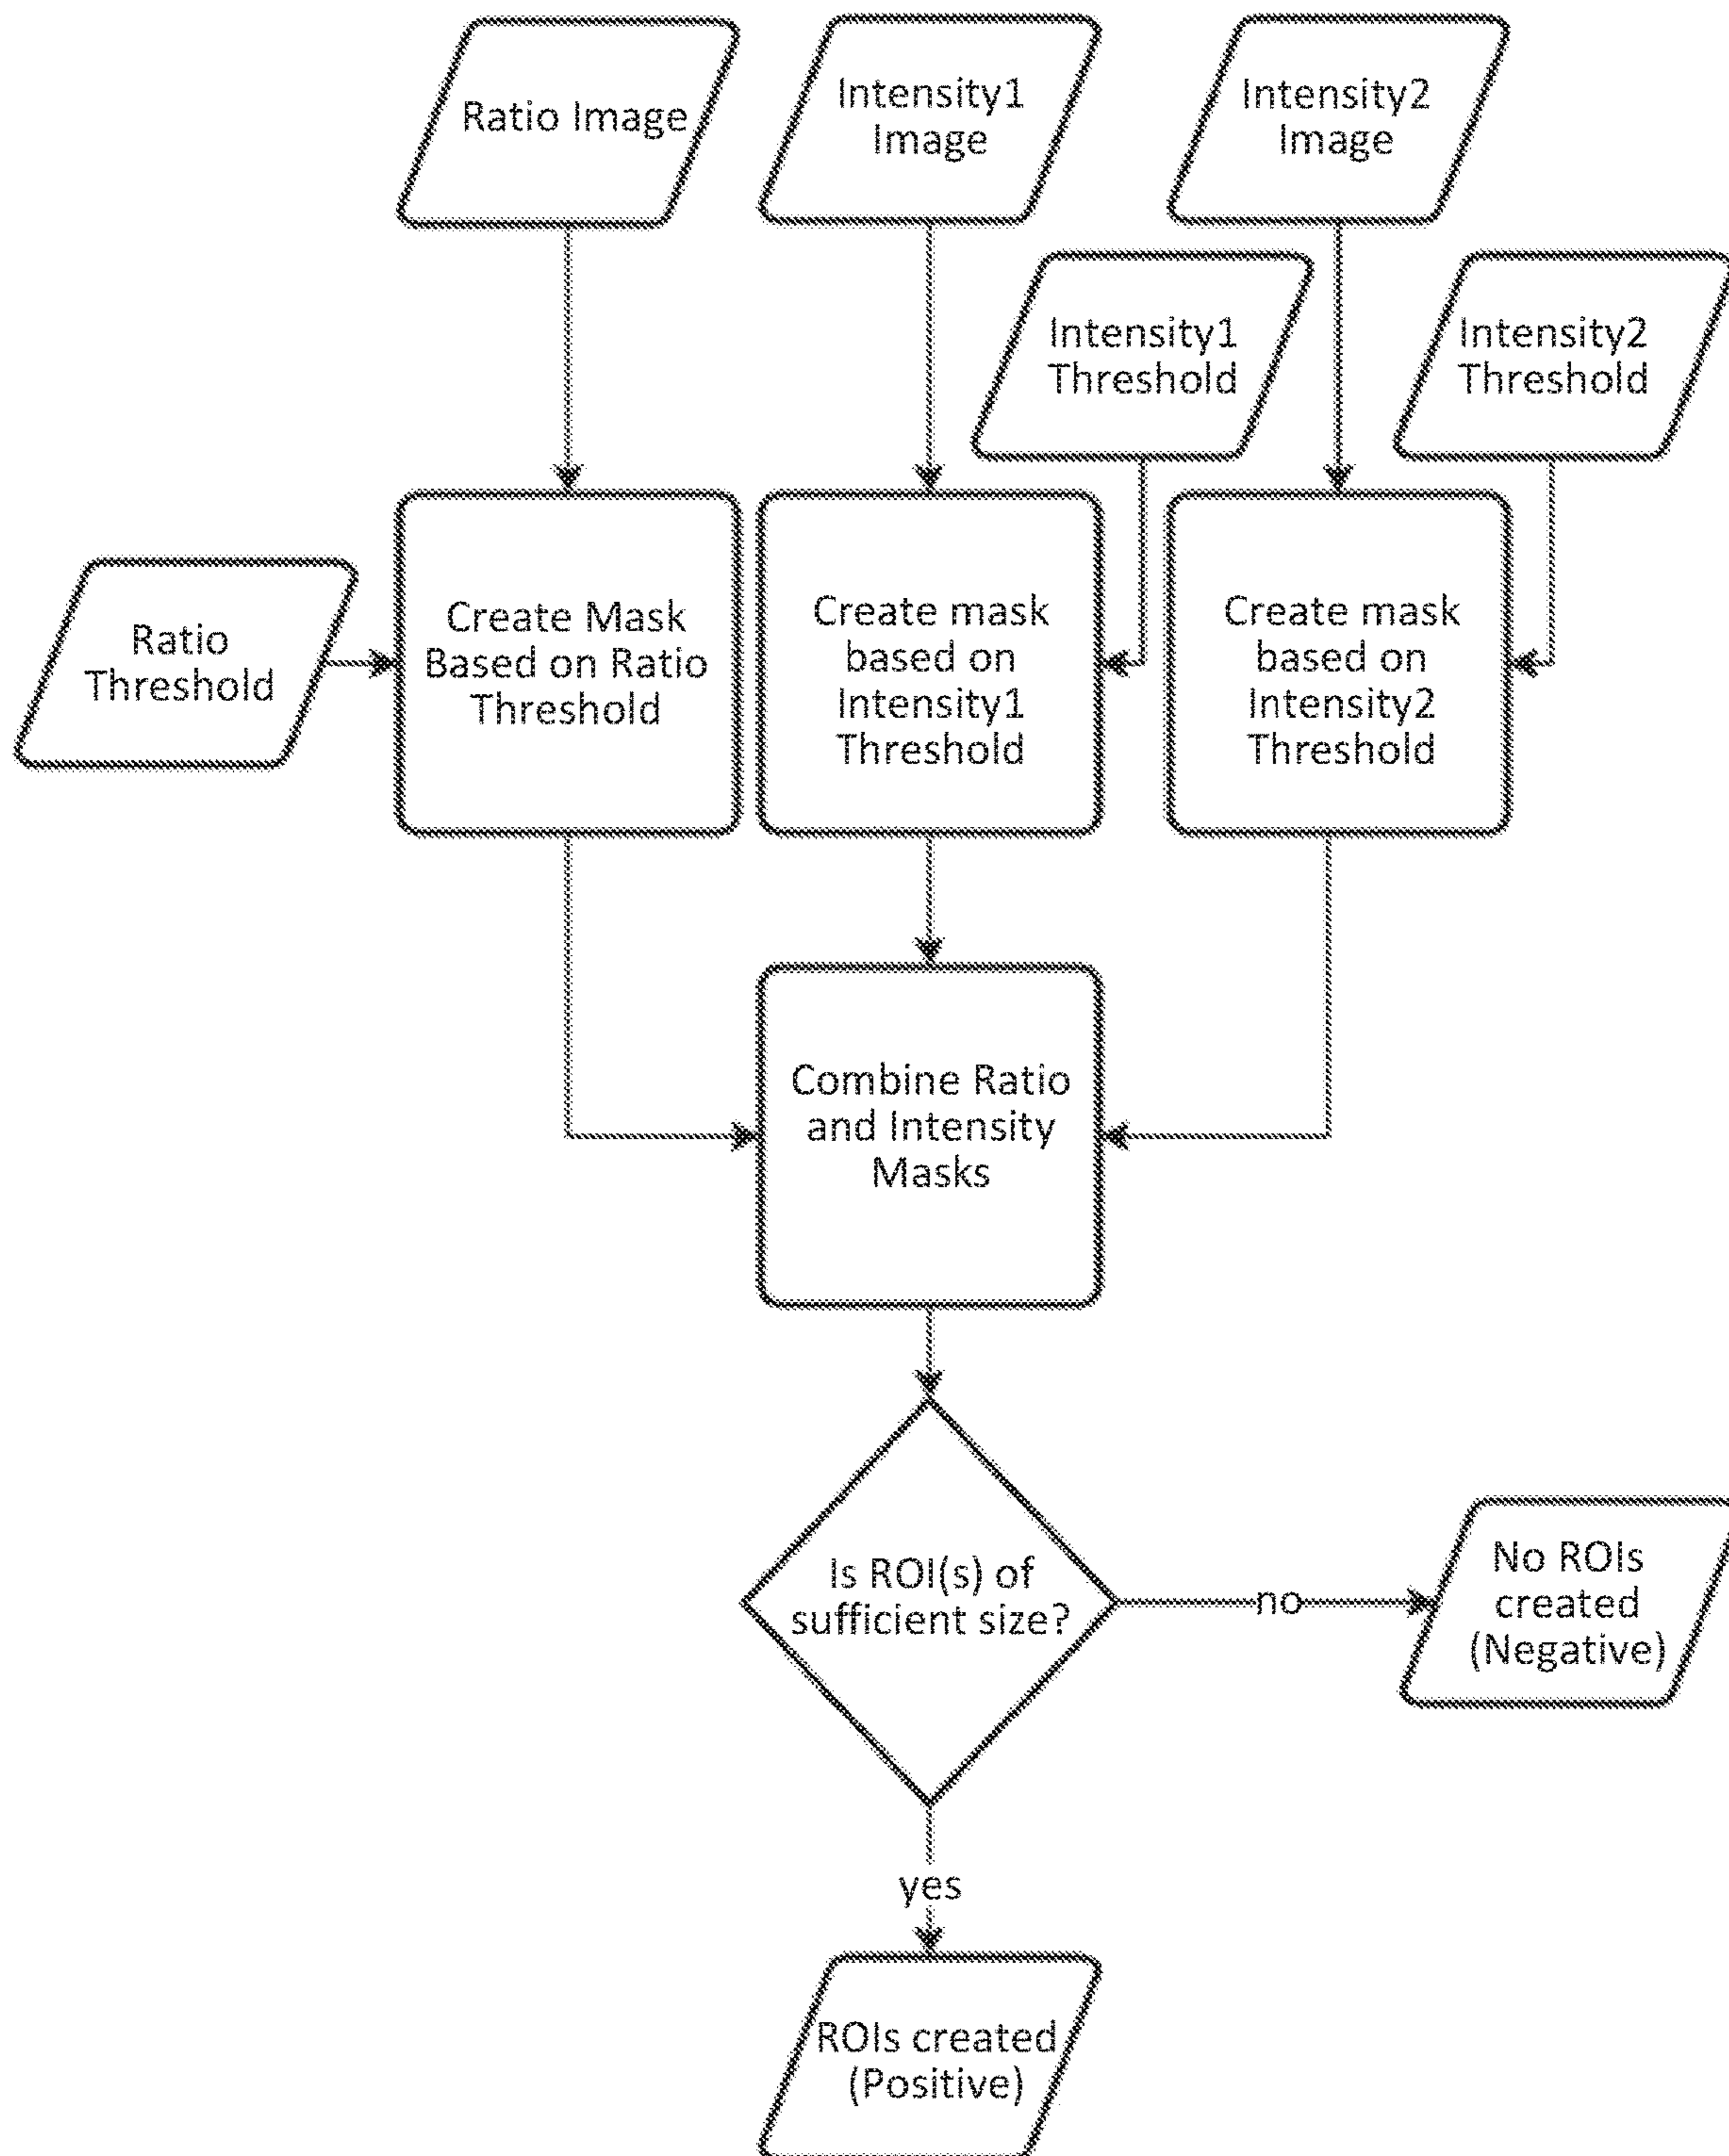 Ratio Image
Intensity1
Image
Intensity2
Image
Intensity1
Threshold
Intensity2
Threshold
Ratio
Threshold
Create Mask
Based on Ratio
Threshold
Create mask
based on
Intensity1
Threshold
Create mask
based on
Intensity2
Threshold
Combine Ratio
and Intensity
Masks
Is ROI(s) of
sufficient size?
no
No ROIs
created
(Negative)
yes
ROIs created
(Positive)